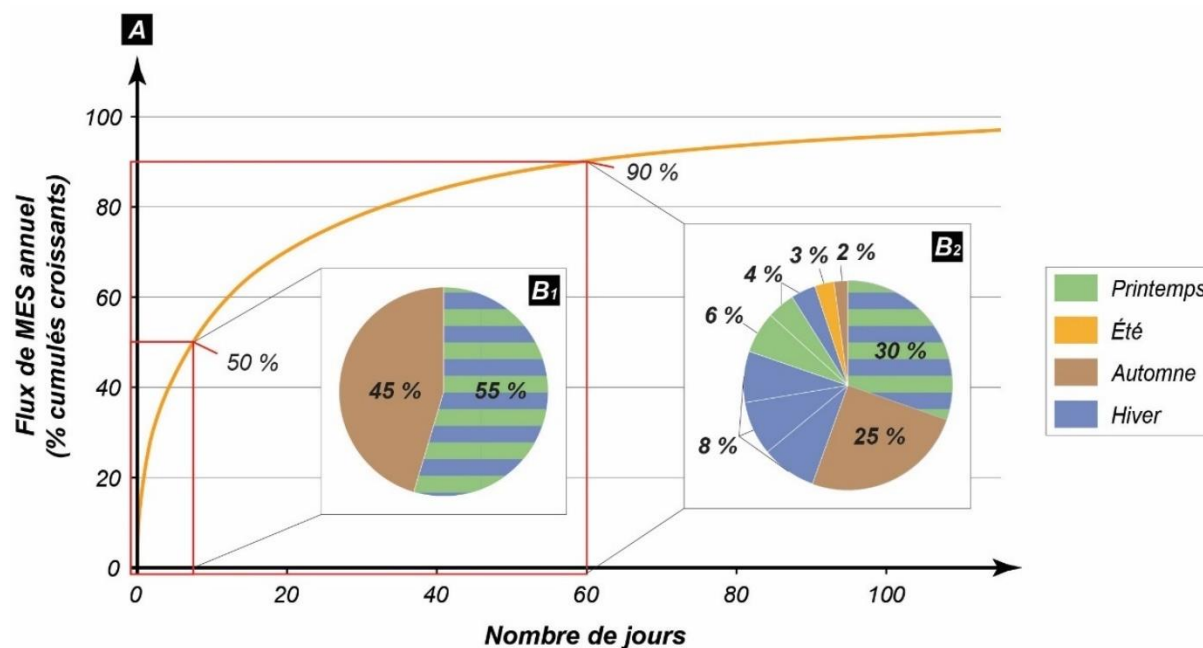 A
Flux de MES annuel
(% cumulés croissants)
100
80
60
40
20
0
0
20
40
60
80
100
Nombre de jours
50 %
90 %
B1
45 %
55 %
B2
30 %
25 %
8 %
6 %
4 %
3 %
2 %
Printemps
Été
Automne
Hiver